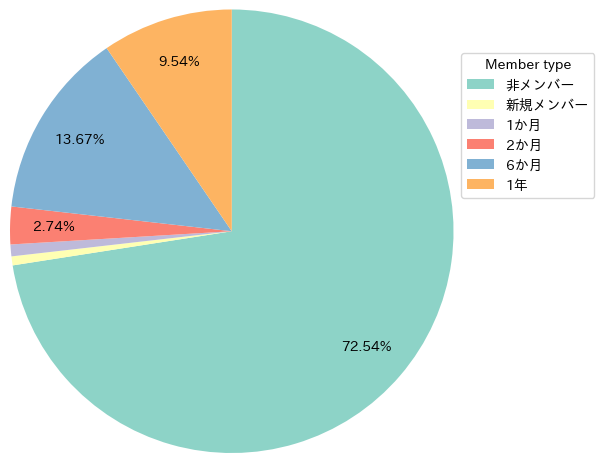 9.54%
13.67%
2.74%
72.54%
Member type
非メンバー
新規メンバー
1か月
2か月
6か月
1年